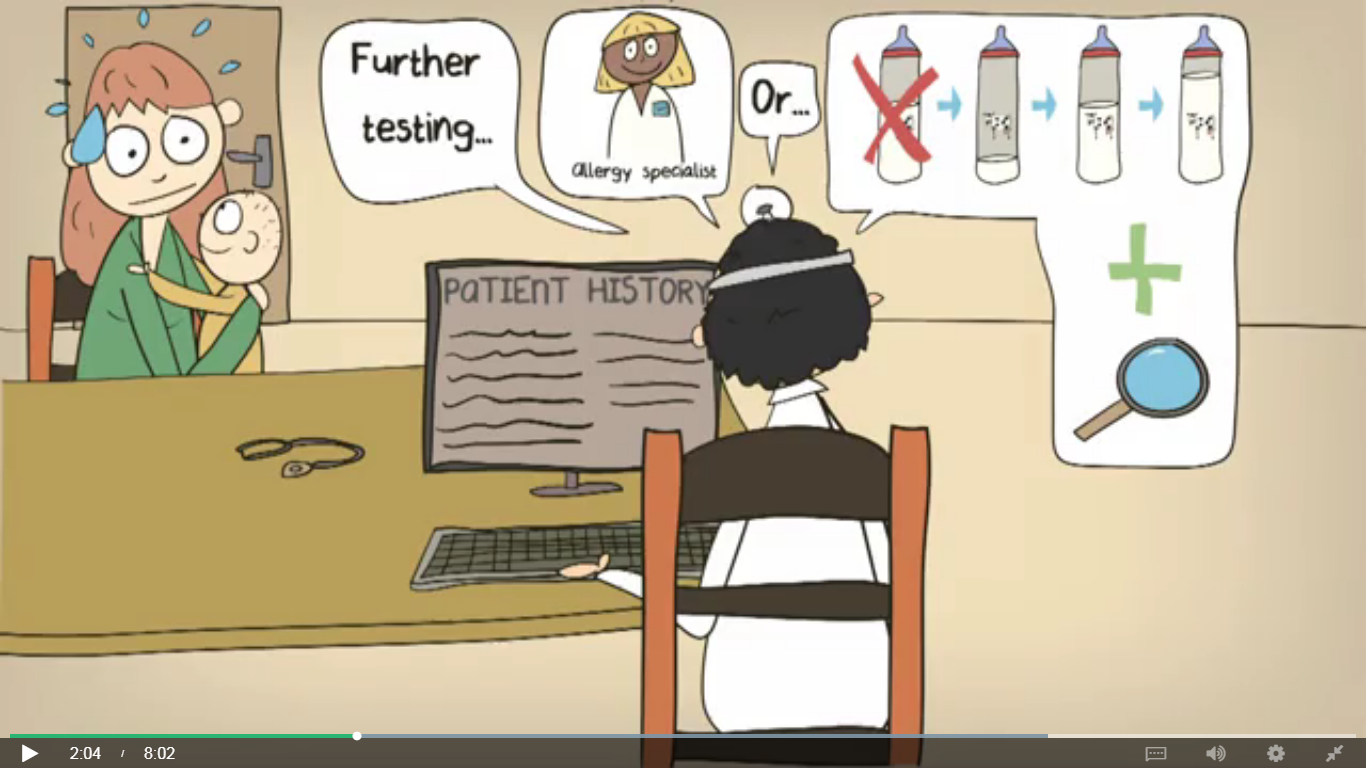 Further
testing...
Allergy specialist
Or...
PATIENT HISTORY
2:04 / 8:02